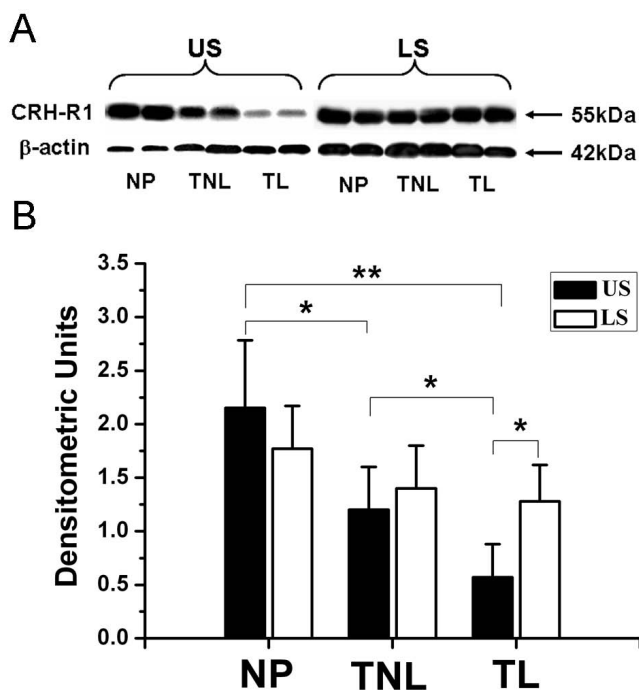 A
US LS
CRH-R1 55kDa
β-actin 42kDa
NP TNL TL NP TNL TL
B
3.5
3.0
2.5
2.0
1.5
1.0
0.5
0.0
Densitometric Units
**
*
*
*
US
LS
NP TNL TL